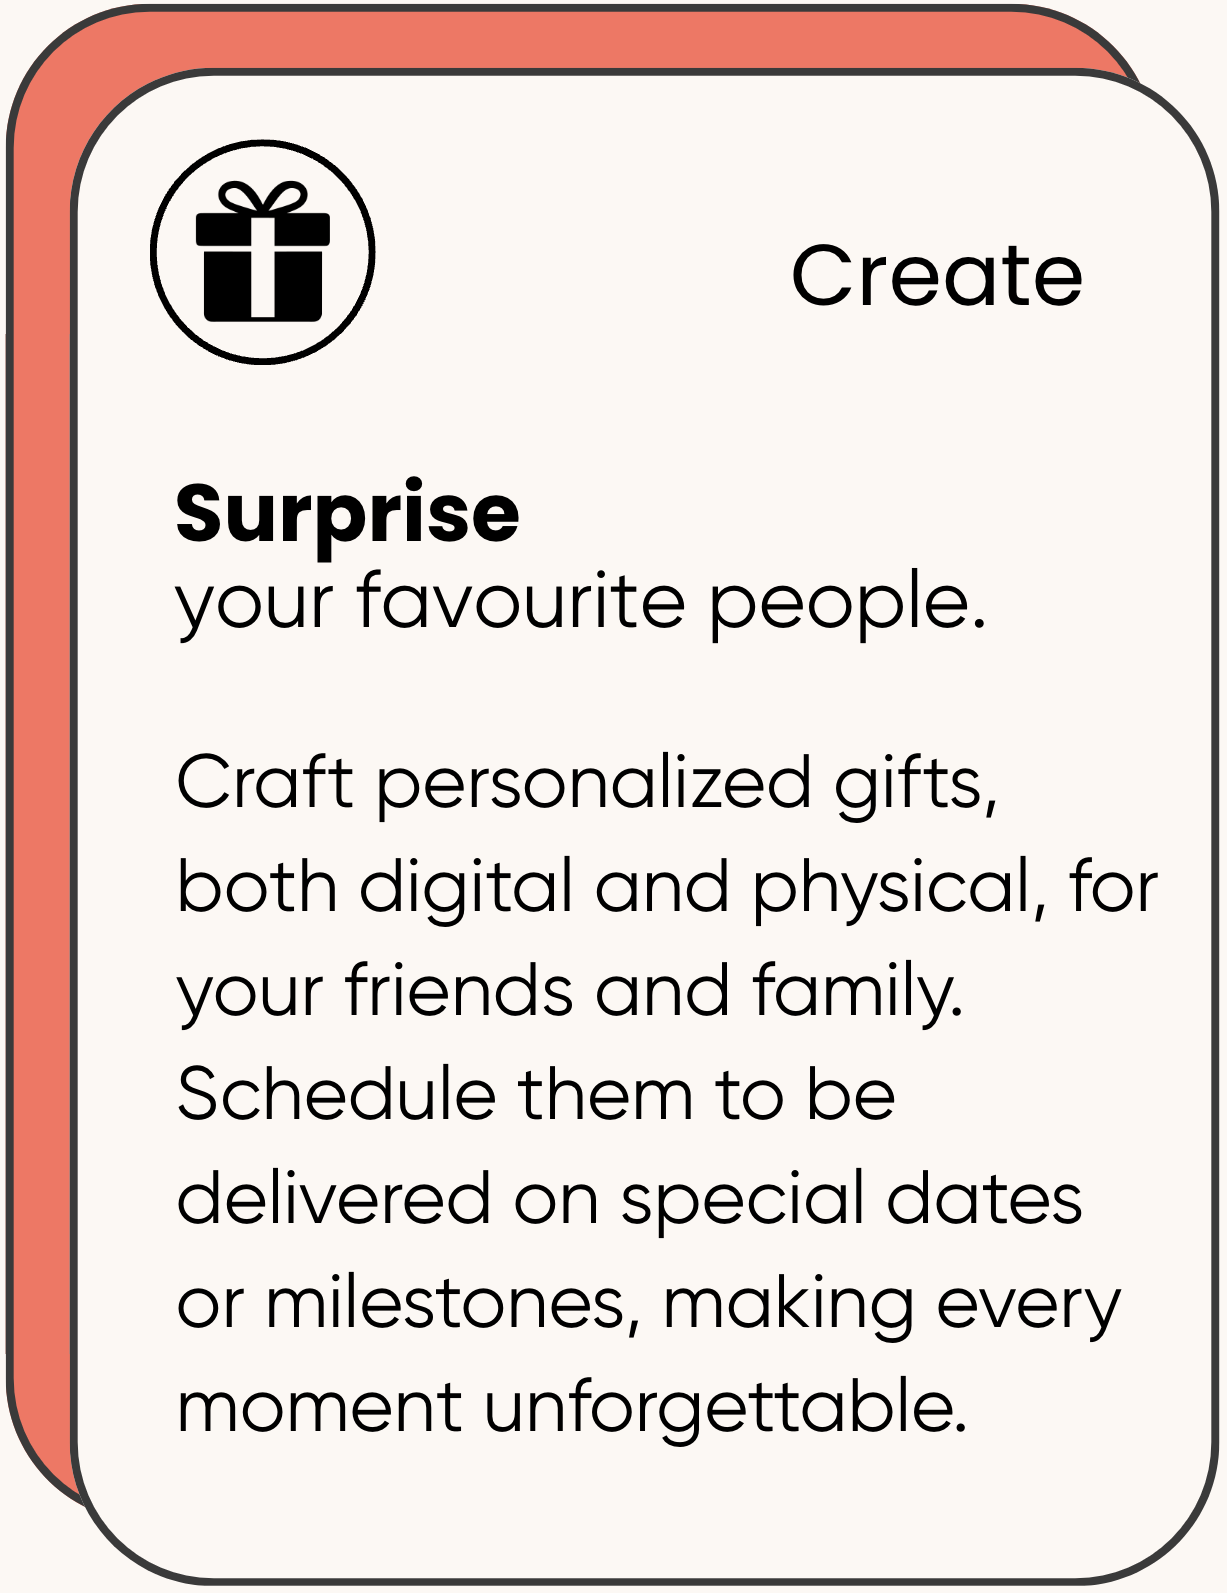 Create
Surprise
your favourite people.
Craft personalized gifts,
both digital and physical, for
your friends and family.
Schedule them to be
delivered on special dates
or milestones, making every
moment unforgettable.